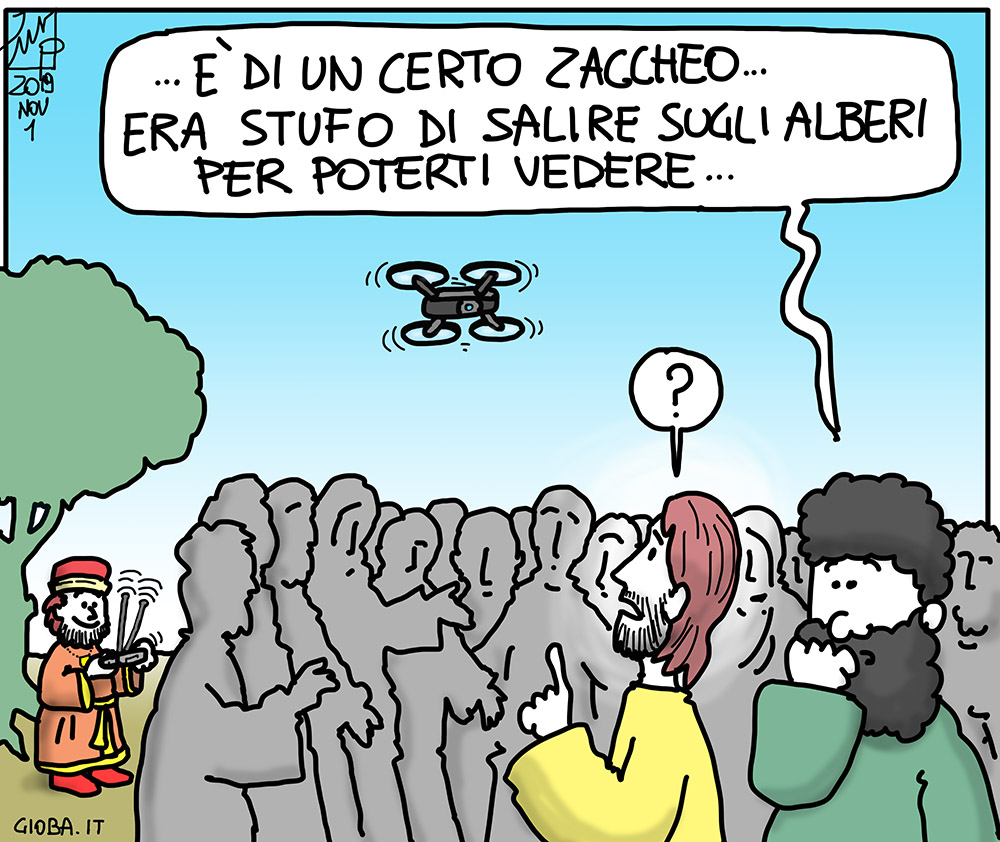 2019
NOV
1
... È DI UN CERTO ZACCHEO...
ERA STUFO DI SALIRE SUGLI ALBERI
PER POTERTI VEDERE...
?
GIOBA.IT